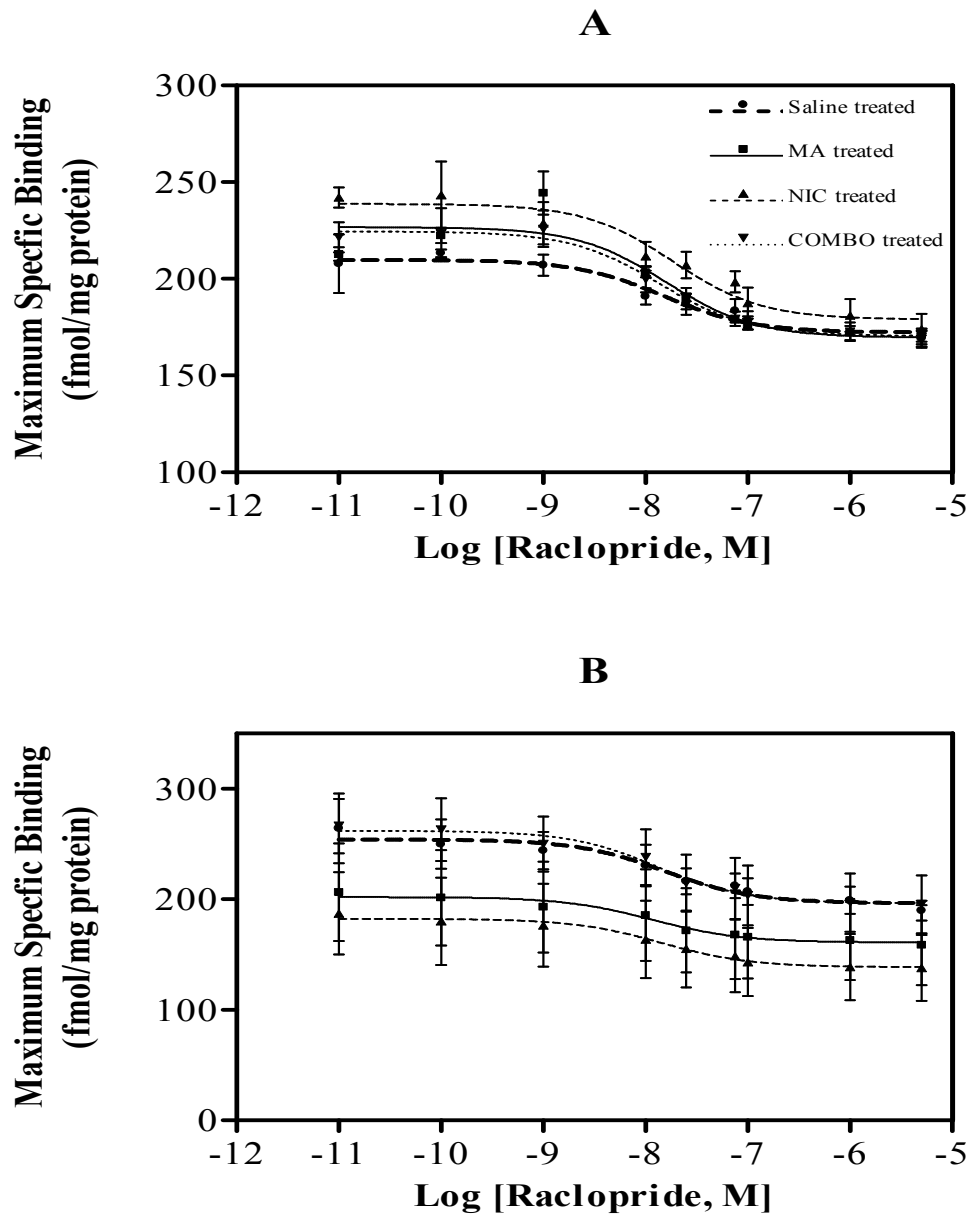 A
Maximum Specfic Binding
(fmol/mg protein)
300
250
200
150
100
Saline treated
MA treated
NIC treated
COMBO treated
-12 -11 -10 -9 -8 -7 -6 -5
Log [Raclopride, M]
B
Maximum Specfic Binding
(fmol/mg protein)
300
200
100
0
-12 -11 -10 -9 -8 -7 -6 -5
Log [Raclopride, M]